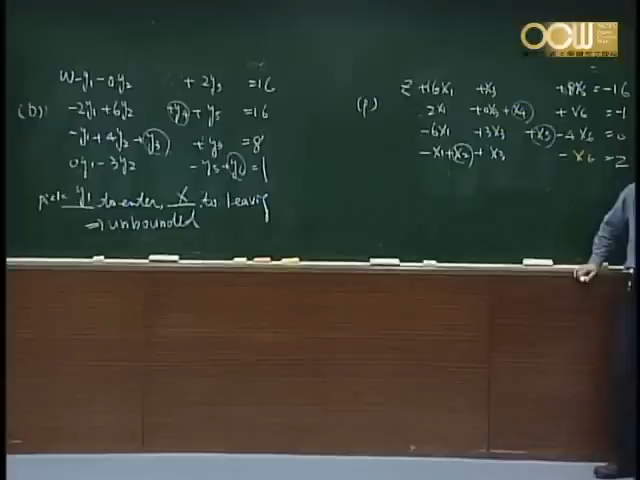 OCW
W-y₁-0y₂ +2y₅ =16
(D) -2y₁+6y₂ +y₄ + y₅ =16
-y₁+4y₂+y₃ +y₅ =8
0y₁-3y₂ -y₅+y₆=1
pick y₁ to enter, X to leaving
⇒unbounded
(P) Z+16x₁ +x₃ +8x₆=-16
2x₁ +0x₃+x₄ +x₆ =-1
-6x₁ +3x₃ +x₅-4x₆=0
-x₁+x₂+x₃ -x₆=2